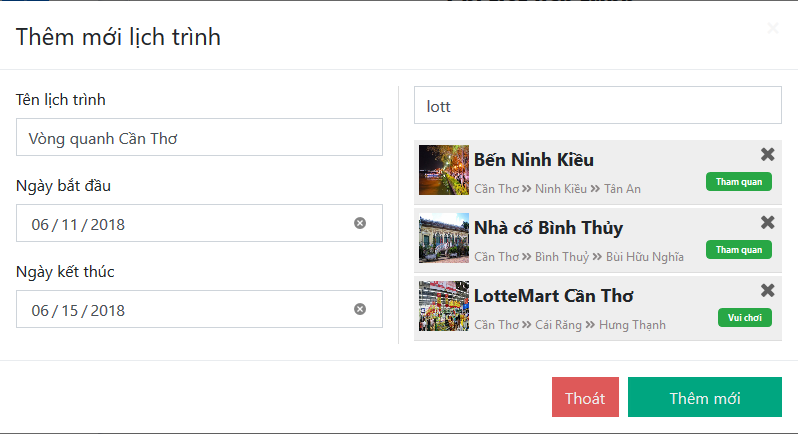 Thêm mới lịch trình
×
Tên lịch trình
Vòng quanh Cần Thơ
Ngày bắt đầu
06 / 11 / 2018
Ngày kết thúc
06 / 15 / 2018
lott
Bến Ninh Kiều
Cần Thơ » Ninh Kiều » Tân An
Tham quan
Nhà cổ Bình Thủy
Cần Thơ » Bình Thuỷ » Bùi Hữu Nghĩa
Tham quan
LotteMart Cần Thơ
Cần Thơ » Cái Răng » Hưng Thạnh
Vui chơi
Thoát
Thêm mới